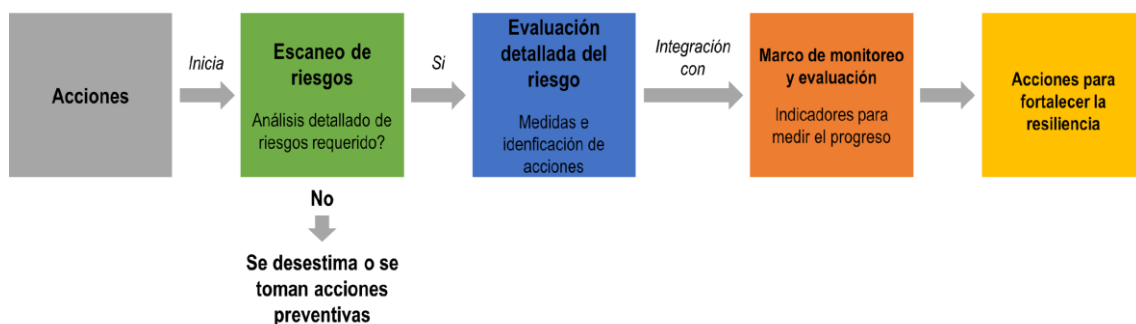 Acciones
Inicia
Escaneo de
riesgos
Análisis detallado de
riesgos requerido?
Si
Evaluación
detallada del
riesgo
Medidas e
idenficación de
acciones
Integración
con
Marco de monitoreo
y evaluación
Indicadores para
medir el progreso
Acciones para
fortalecer la
resiliencia
No
Se desestima o se
toman acciones
preventivas